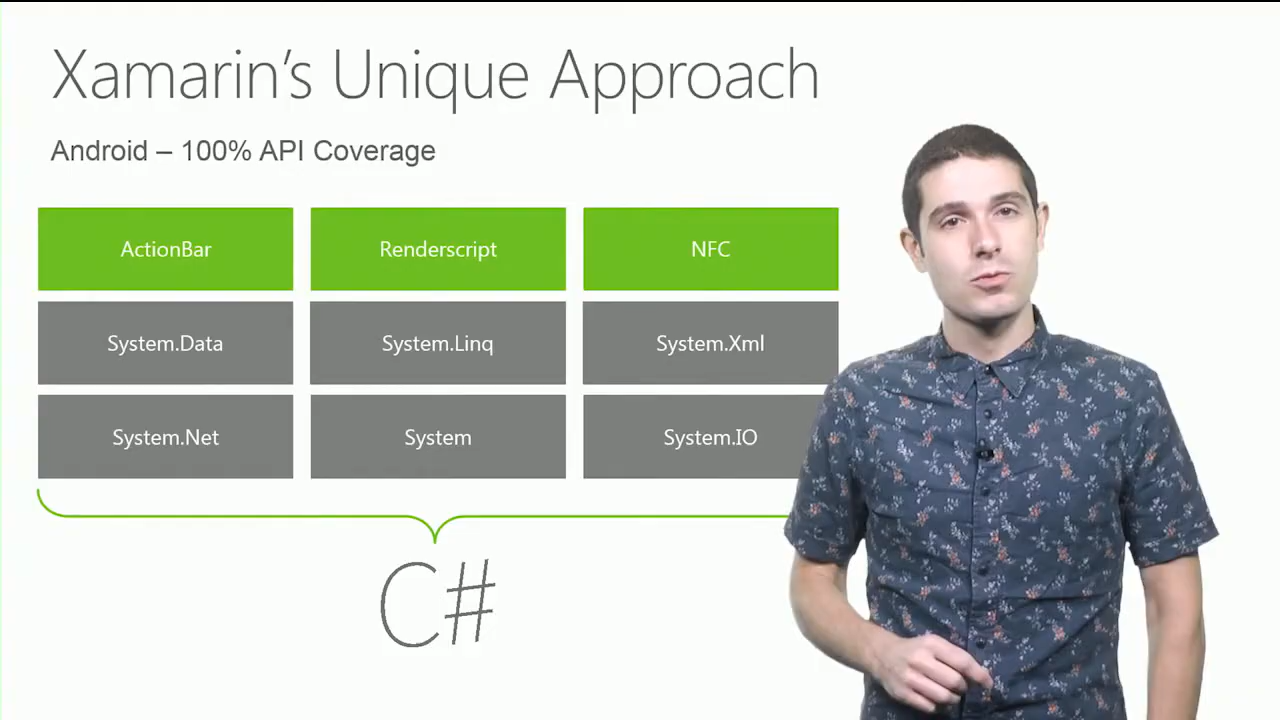 Xamarin's Unique Approach
Android – 100% API Coverage
ActionBar
Renderscript
NFC
System.Data
System.Linq
System.Xml
System.Net
System
System.IO
C#